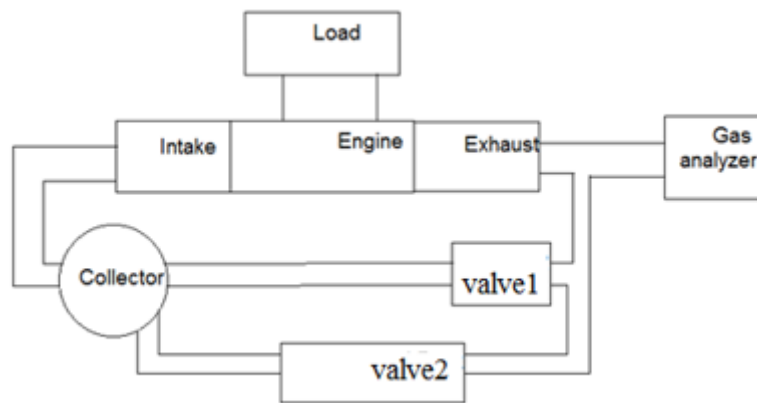 Load
Intake
Engine
Exhaust
Gas
analyzer
Collector
valve1
valve2